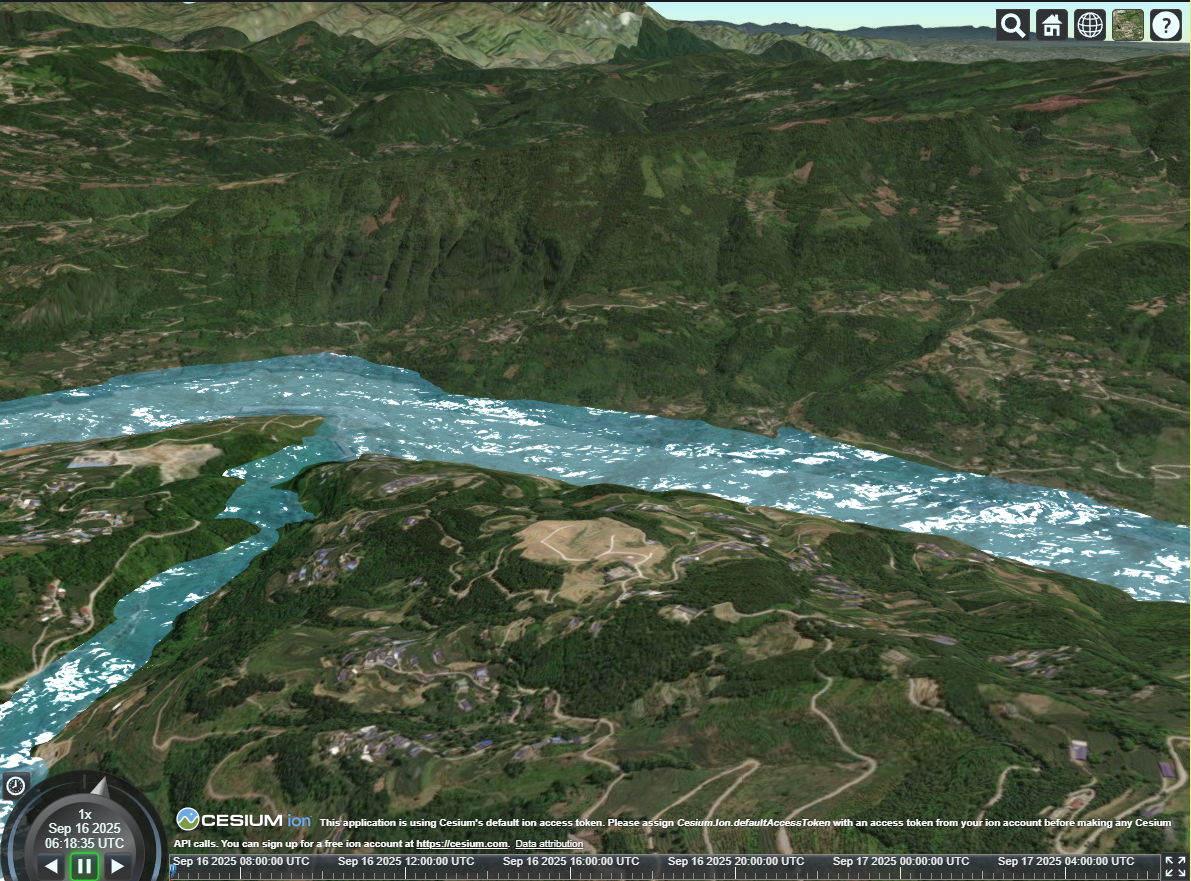 ?
1x
Sep 16 2025
06:18:35 UTC
CESIUM ion This application is using Cesium's default ion access token. Please assign Cesium.Ion.defaultAccessToken with an access token from your ion account before making any Cesium
API calls. You can sign up for a free ion account at https://cesium.com. Data attribution
Sep 16 2025 08:00:00 UTC Sep 16 2025 12:00:00 UTC Sep 16 2025 16:00:00 UTC Sep 16 2025 20:00:00 UTC Sep 17 2025 00:00:00 UTC Sep 17 2025 04:00:00 UTC